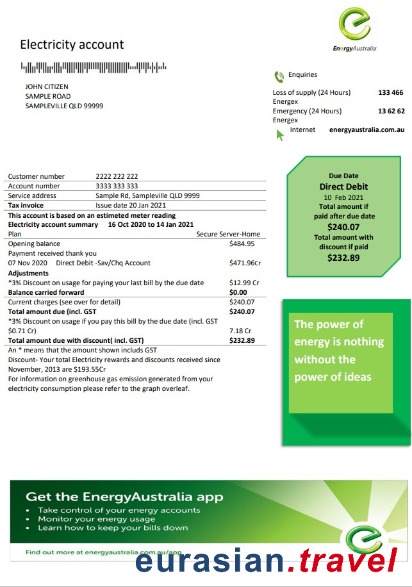 Electricity account
EnergyAustralia
JOHN CITIZEN
SAMPLE ROAD
SAMPLEVILLE QLD 99999
Enquiries
Loss of supply (24 Hours) 133 466
Energex
Emergency (24 Hours) 13 62 62
Energex
Internet energyaustralia.com.au
Customer number 2222 222 222
Account number 3333 333 333
Service address Sample Rd, Sampleville QLD 9999
Tax invoice Issue date 20 Jan 2021
This account is based on an estimeted meter reading
Electricity account summary 16 Oct 2020 to 14 Jan 2021
Plan Secure Server-Home
Opening balance $484.95
Payment received thank you
07 Nov 2020 Direct Debit -Sav/Chq Account $471.96cr
Adjustments
*3% Discount on usage for paying your last bill by the due date $12.99 Cr
Balance carried forward $0.00
Current charges (see over for detail) $240.07
Total amount due (incl. GST $240.07
*3% Discount on usage if you pay this bill by the due date (incl. GST
$0.71 Cr) 7.18 Cr
Total amount due with discount( incl. GST) $232.89
An * means that the amount shown includs GST
Discount- Your total Electricity rewards and discounts received since
November, 2013 are $193.55Cr
For information on greenhouse gas emission generated from your
electricity consumption please refer to the graph overleaf.
Due Date
Direct Debit
10 Feb 2021
Total amount if
paid after due date
$240.07
Total amount with
discount if paid
$232.89
The power of
energy is nothing
without the
power of ideas
Get the EnergyAustralia app
• Take control of your energy accounts
• Monitor your energy usage
• Learn how to keep your bills down
Find out more at energyaustralia.com.au/app
eurasian.travel